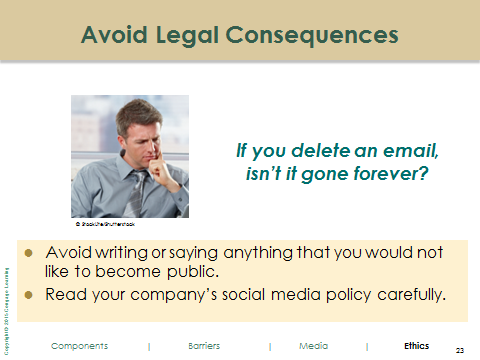 Avoid Legal Consequences
If you delete an email,
isn't it gone forever?
© StockLite/Shutterstock
Avoid writing or saying anything that you would not
like to become public.
Read your company's social media policy carefully.
Copyright © 2015 Cengage Learning
Components | Barriers | Media | Ethics
23